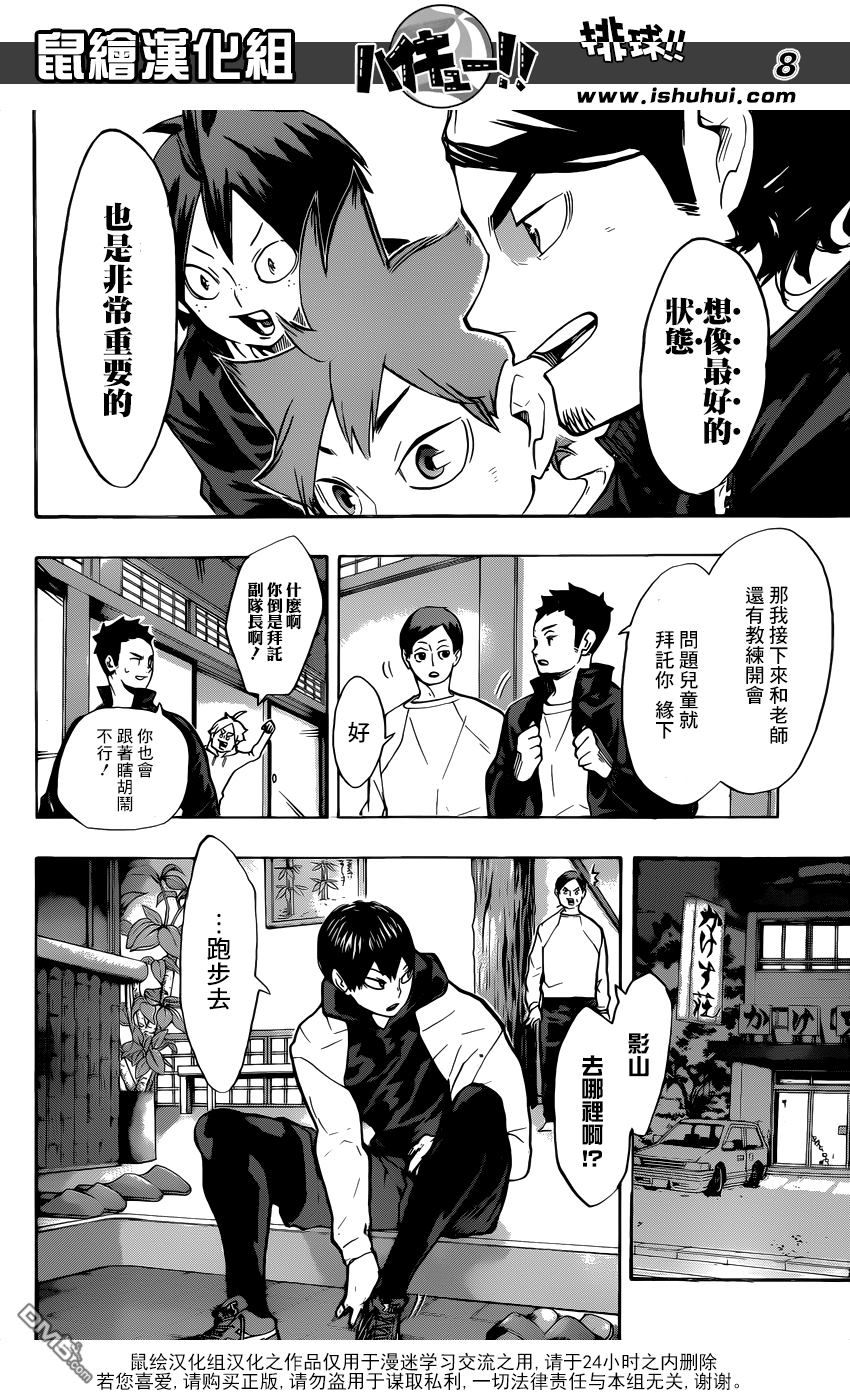 鼠繪漢化組
ハイキュー!!
排球!!
8
www.ishuhui.com
想像最好的
狀態
也是非常重要的
那我接下來和老師
還有教練開會
問題兒童就
拜託你 緣下
好
什麼啊
你倒是拜託
副隊長啊!
你也會
跟著瞎胡鬧
不行!
かけす荘
かけす
影山
去哪裡啊!?
…跑步去
DM5.com
鼠绘汉化组汉化之作品仅用于漫迷学习交流之用,请于24小时之内删除
若您喜爱,请购买正版,请勿用于谋取私利,一切法律责任与本组无关,谢谢。